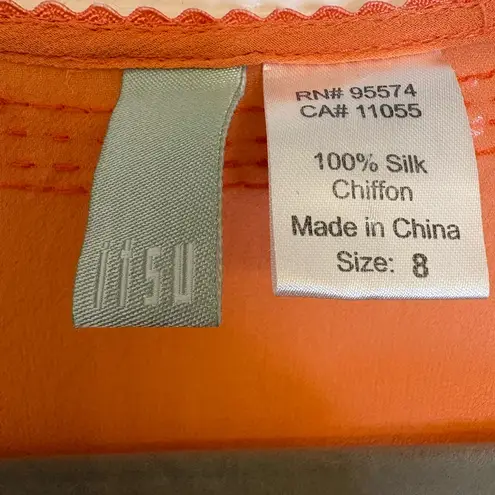 itsu
RN# 95574
CA# 11055
100% Silk
Chiffon
Made in China
Size: 8